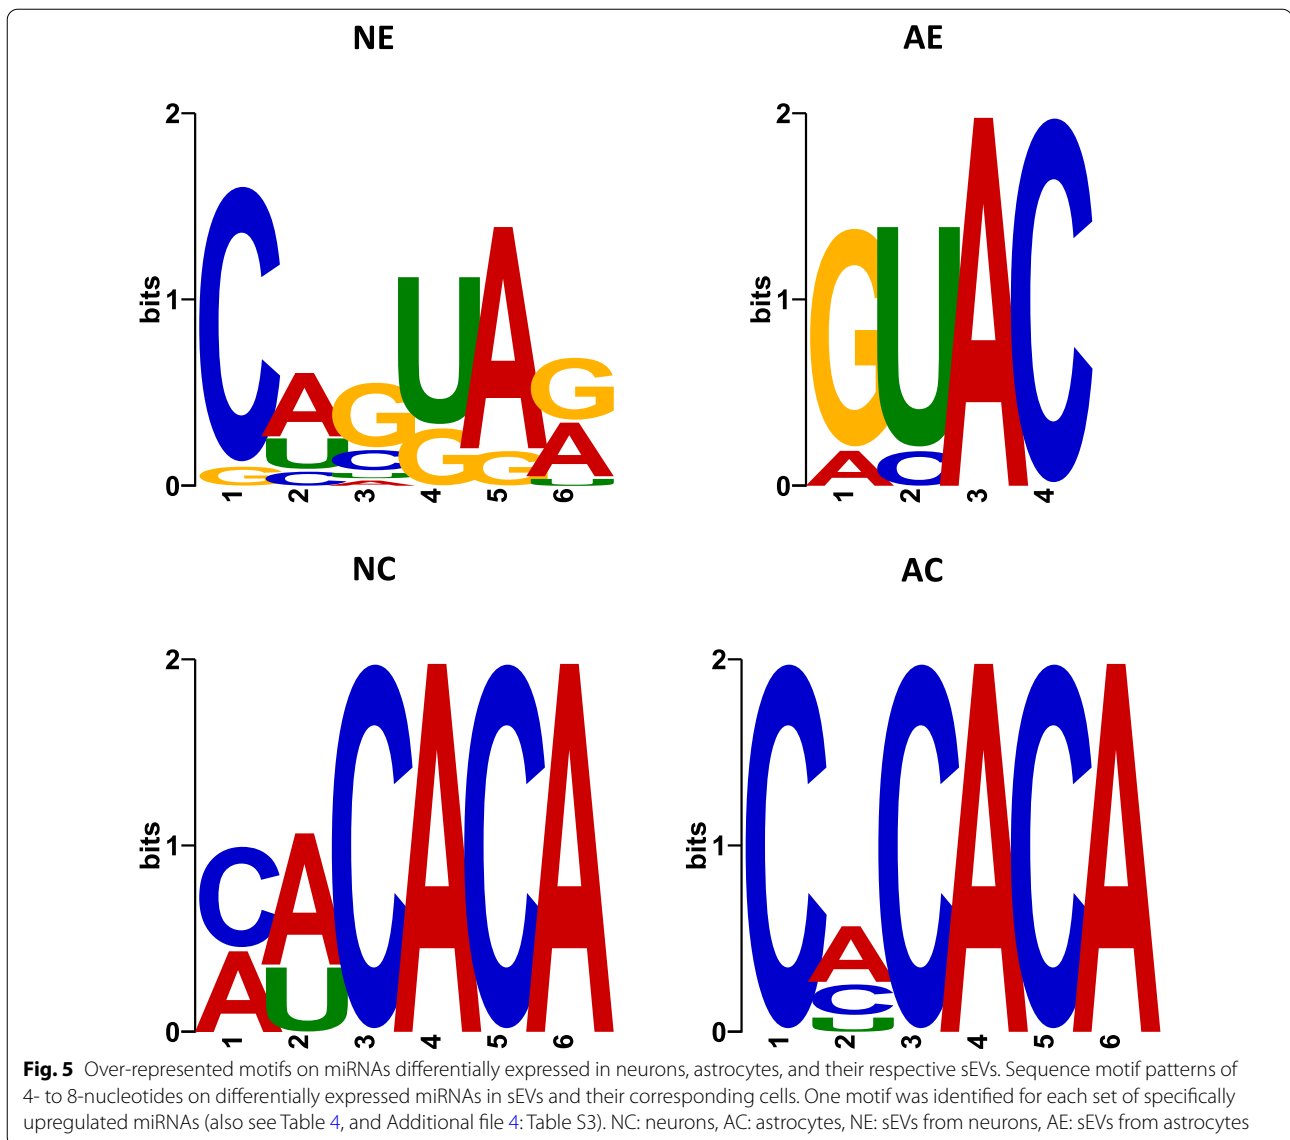 NE
AE
2
bits
1
0
C G
A U C
G C U A
U G
A G
G A U
1 2 3 4 5 6
2
bits
1
0
G A
U C
A
C
1 2 3 4
NC
AC
2
bits
1
0
C A
A U
C
A
C
A
1 2 3 4 5 6
2
bits
1
0
C
A C U
C
A
C
A
1 2 3 4 5 6
Fig. 5 Over-represented motifs on miRNAs differentially expressed in neurons, astrocytes, and their respective sEVs. Sequence motif patterns of
4- to 8-nucleotides on differentially expressed miRNAs in sEVs and their corresponding cells. One motif was identified for each set of specifically
upregulated miRNAs (also see Table 4, and Additional file 4: Table S3). NC: neurons, AC: astrocytes, NE: sEVs from neurons, AE: sEVs from astrocytes